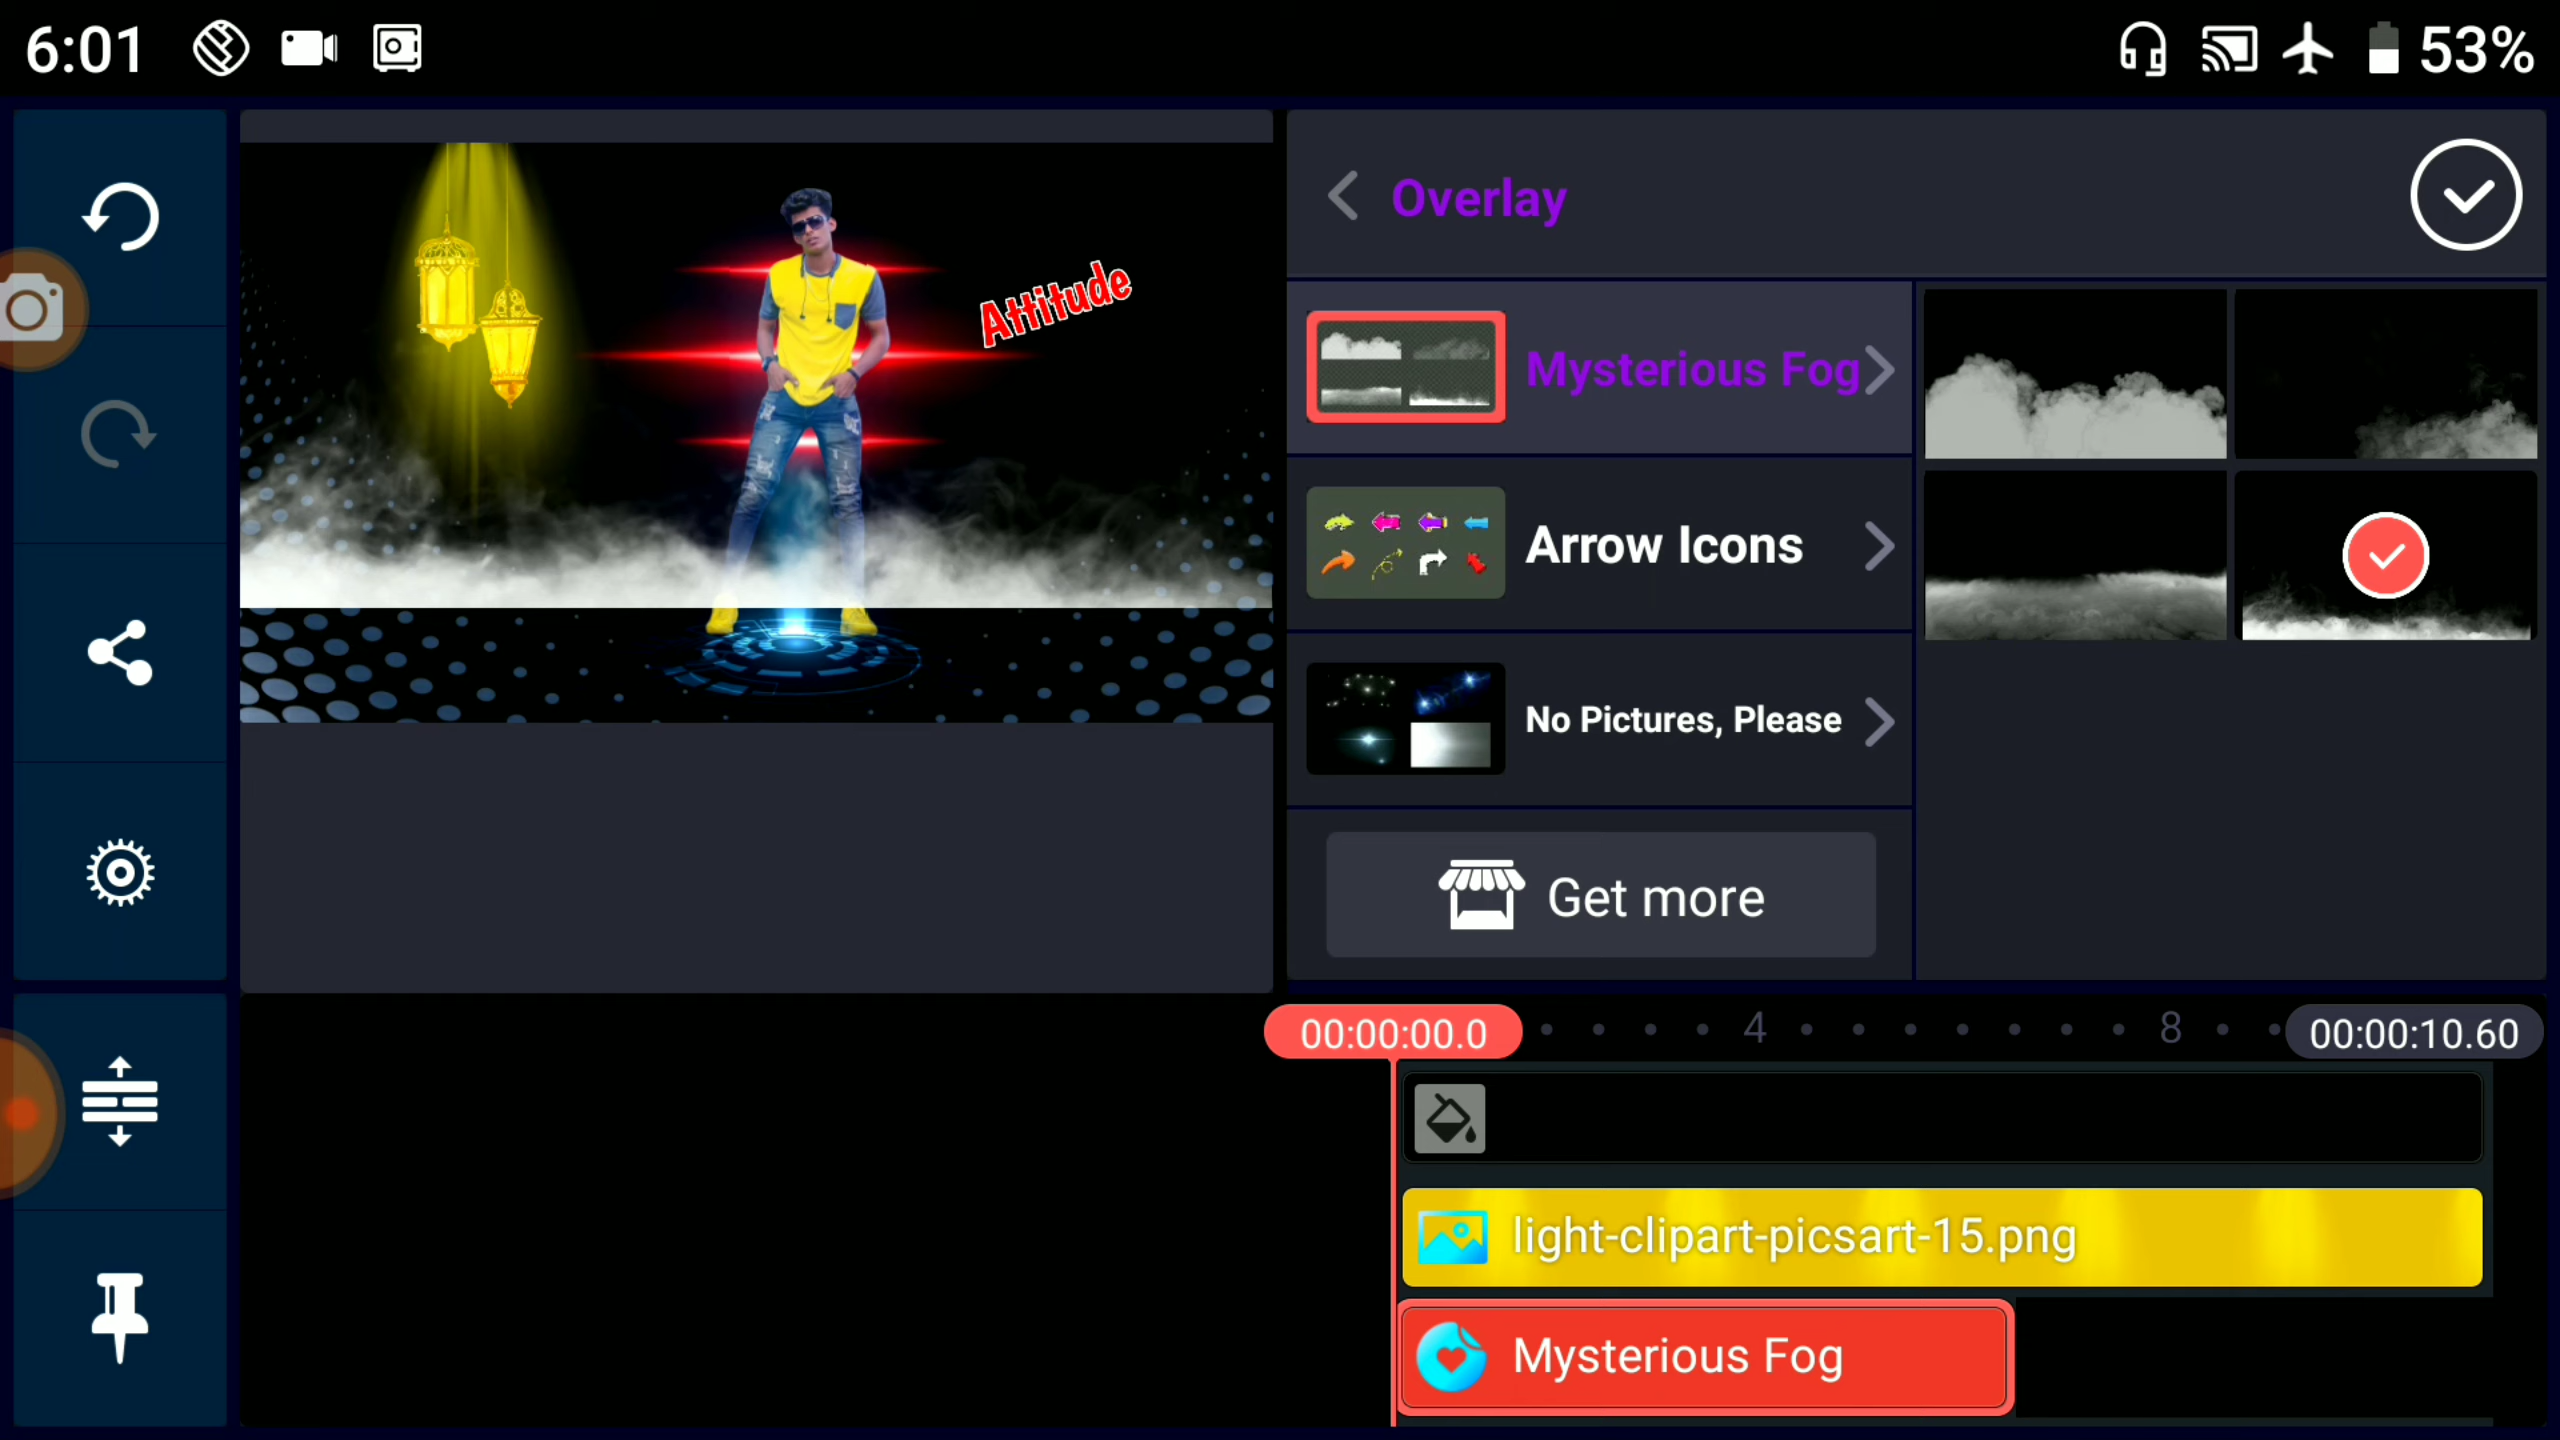 6:01
53%
Overlay
Attitude
Mysterious Fog
Arrow Icons
No Pictures, Please
Get more
00:00:00.0
4
8
00:00:10.60
light-clipart-picsart-15.png
Mysterious Fog